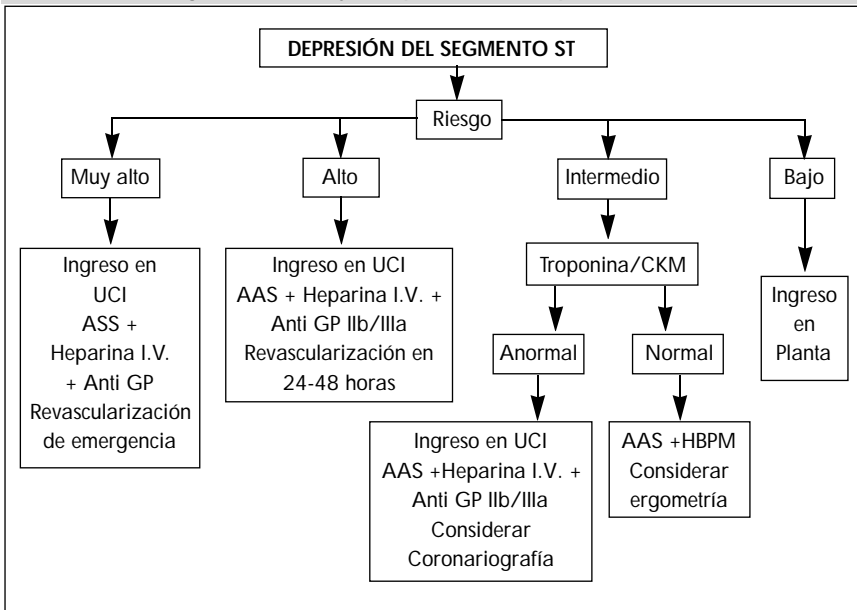 DEPRESIÓN DEL SEGMENTO ST
Riesgo
Muy alto
Alto
Intermedio
Bajo
Ingreso en
UCI
ASS +
Heparina I.V.
+ Anti GP
Revascularización
de emergencia
Ingreso en UCI
AAS + Heparina I.V. +
Anti GP IIb/IIIa
Revascularización en
24-48 horas
Troponina/CKM
Anormal
Normal
Ingreso en UCI
AAS +Heparina I.V. +
Anti GP IIb/IIIa
Considerar
Coronariografía
AAS +HBPM
Considerar
ergometría
Ingreso
en
Planta